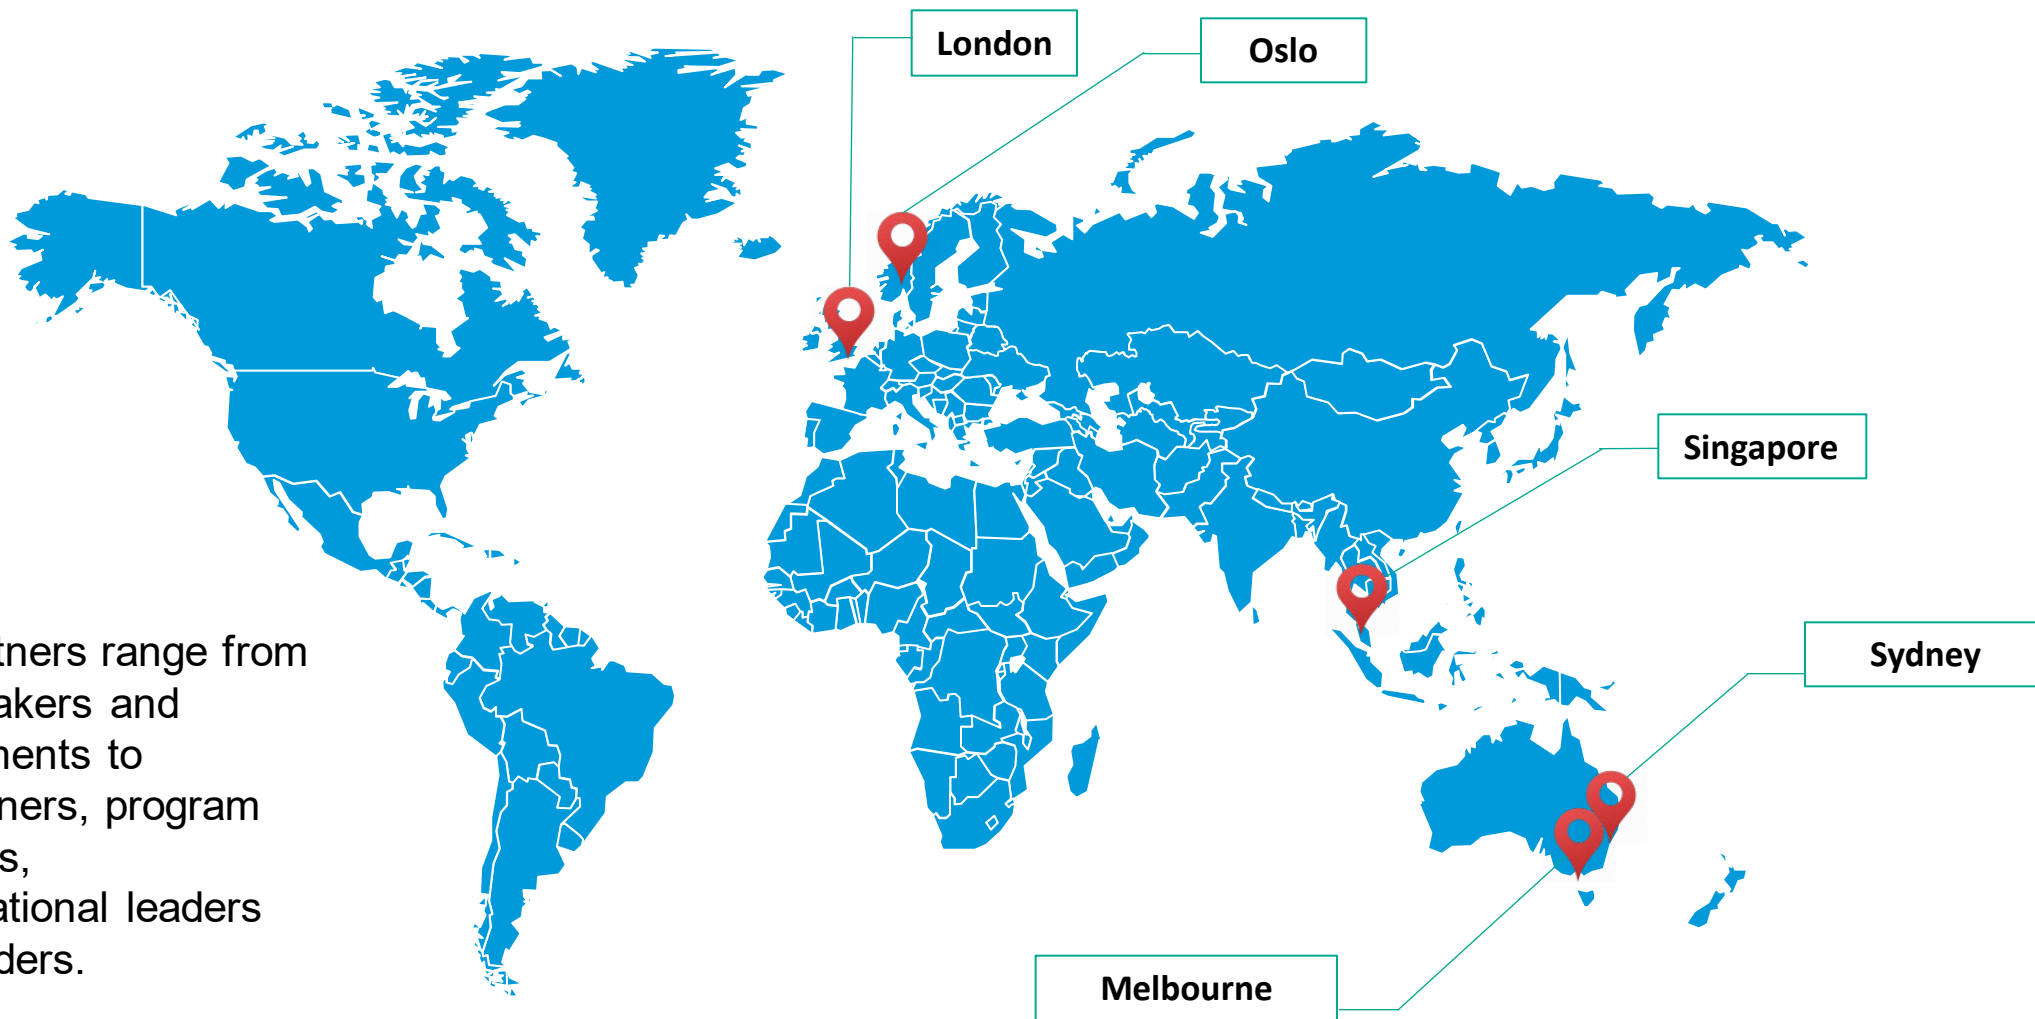 London
Oslo
Singapore
Sydney
Melbourne
tners range from
akers and
nents to
ners, program
s,
ational leaders
ders.